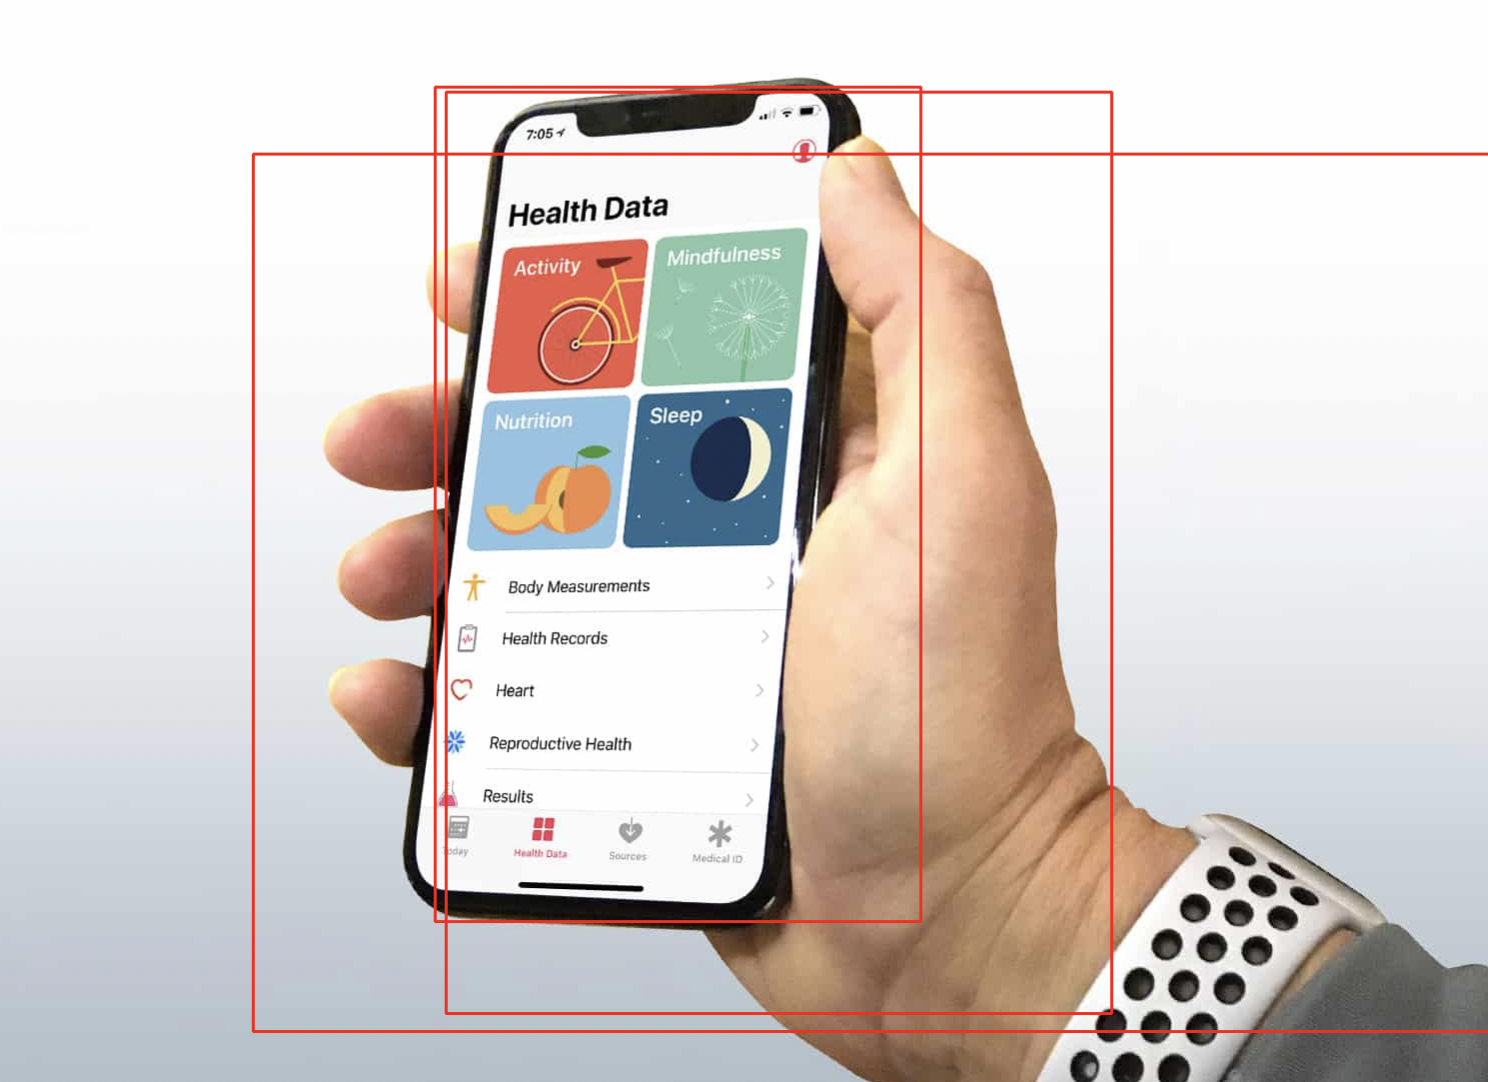 7:05
Health Data
Activity
Mindfulness
Nutrition
Sleep
Body Measurements
Health Records
Heart
Reproductive Health
Results
Today
Health Data
Sources
Medical ID